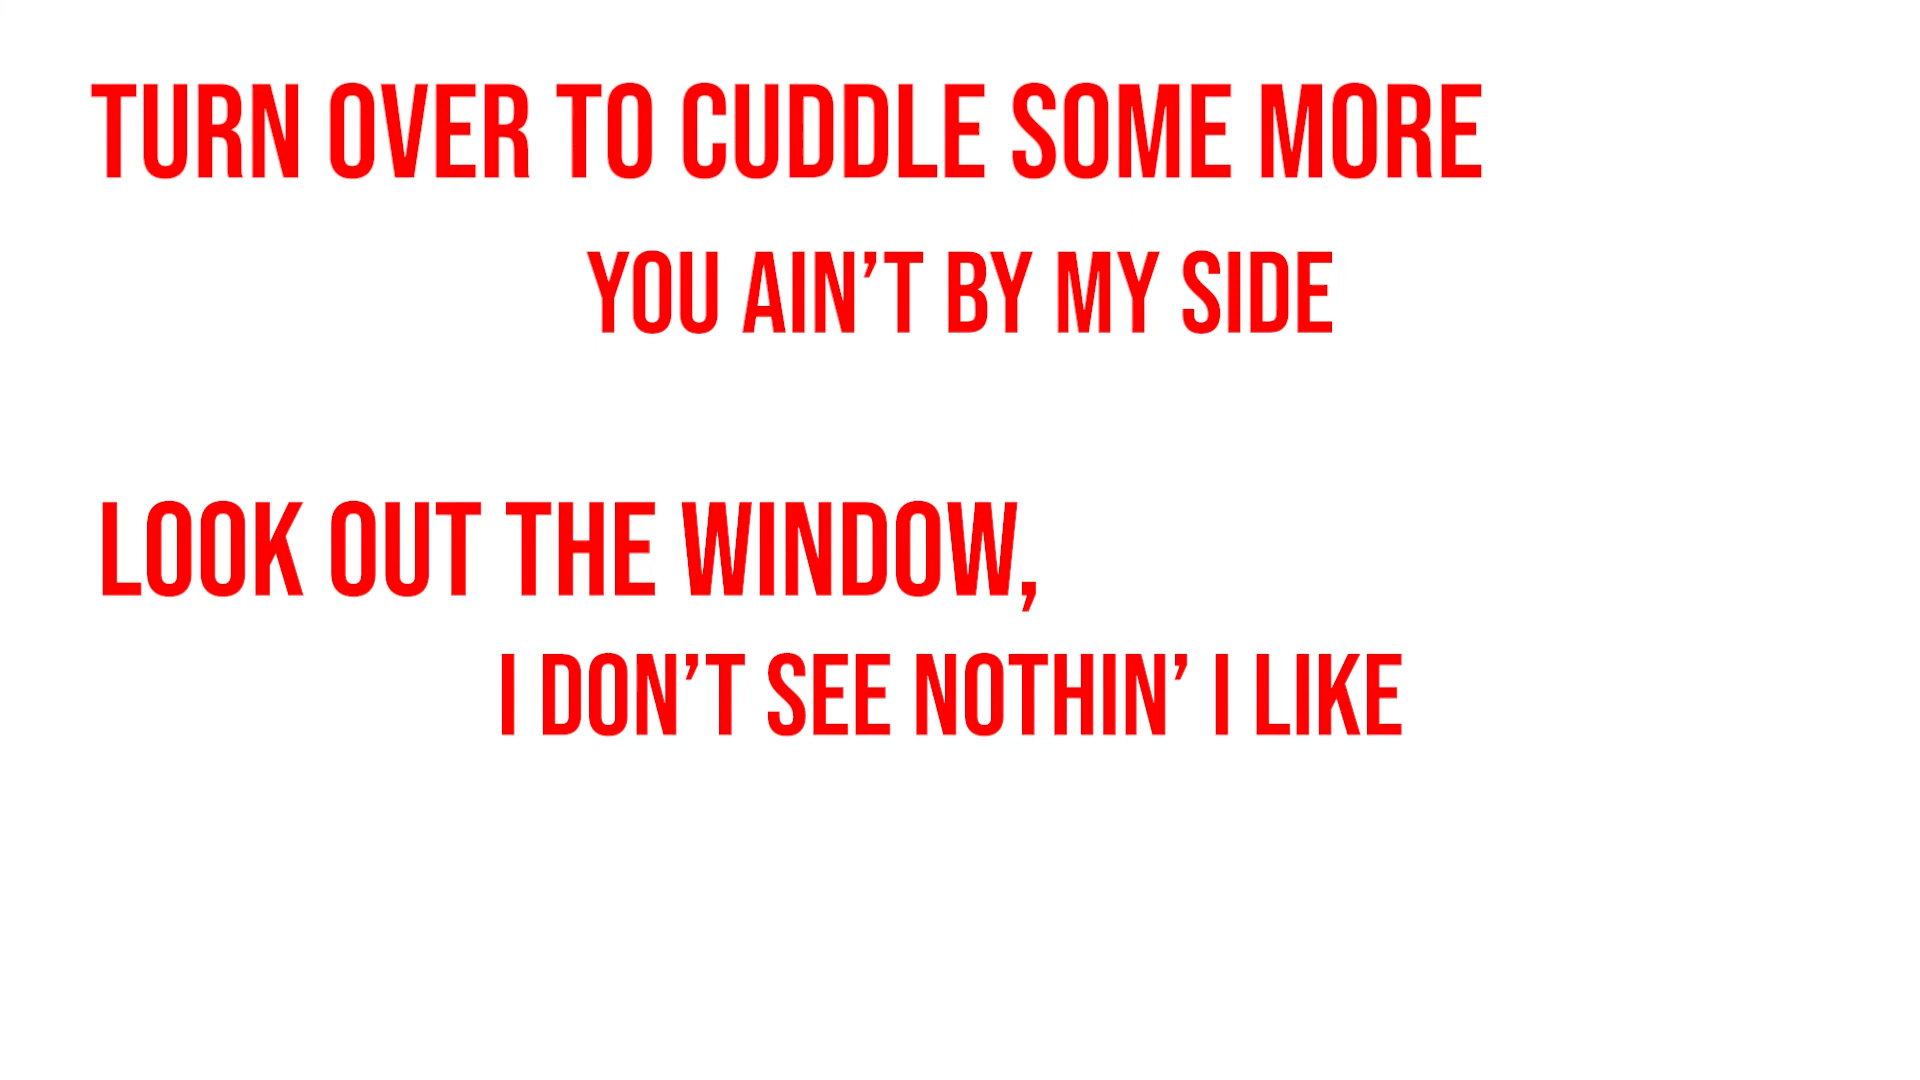 TURN OVER TO CUDDLE SOME MORE
YOU AIN’T BY MY SIDE
LOOK OUT THE WINDOW,
I DON’T SEE NOTHIN’ I LIKE